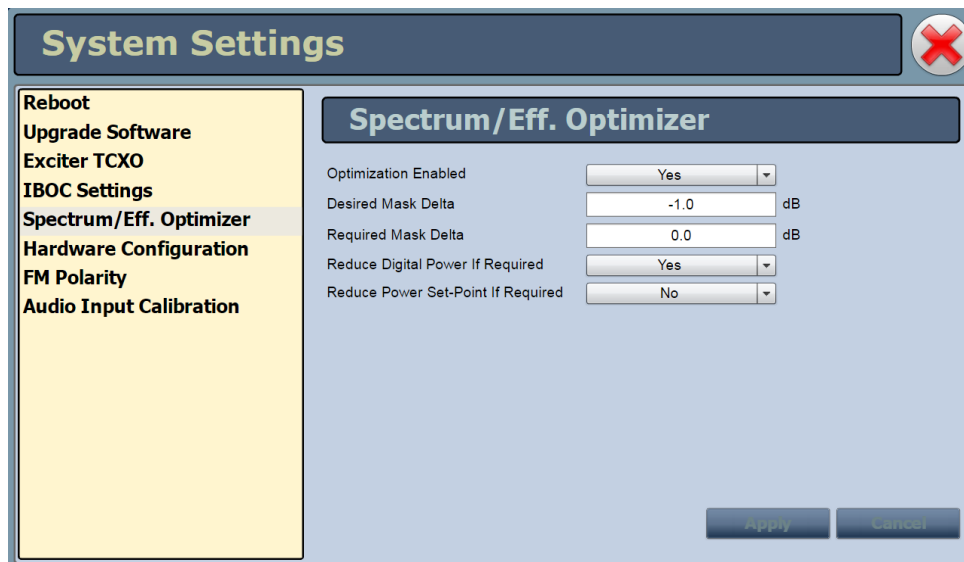 System Settings
Reboot
Upgrade Software
Exciter TCXO
IBOC Settings
Spectrum/Eff. Optimizer
Hardware Configuration
FM Polarity
Audio Input Calibration
Spectrum/Eff. Optimizer
Optimization Enabled Yes
Desired Mask Delta -1.0 dB
Required Mask Delta 0.0 dB
Reduce Digital Power If Required Yes
Reduce Power Set-Point If Required No
Apply Cancel